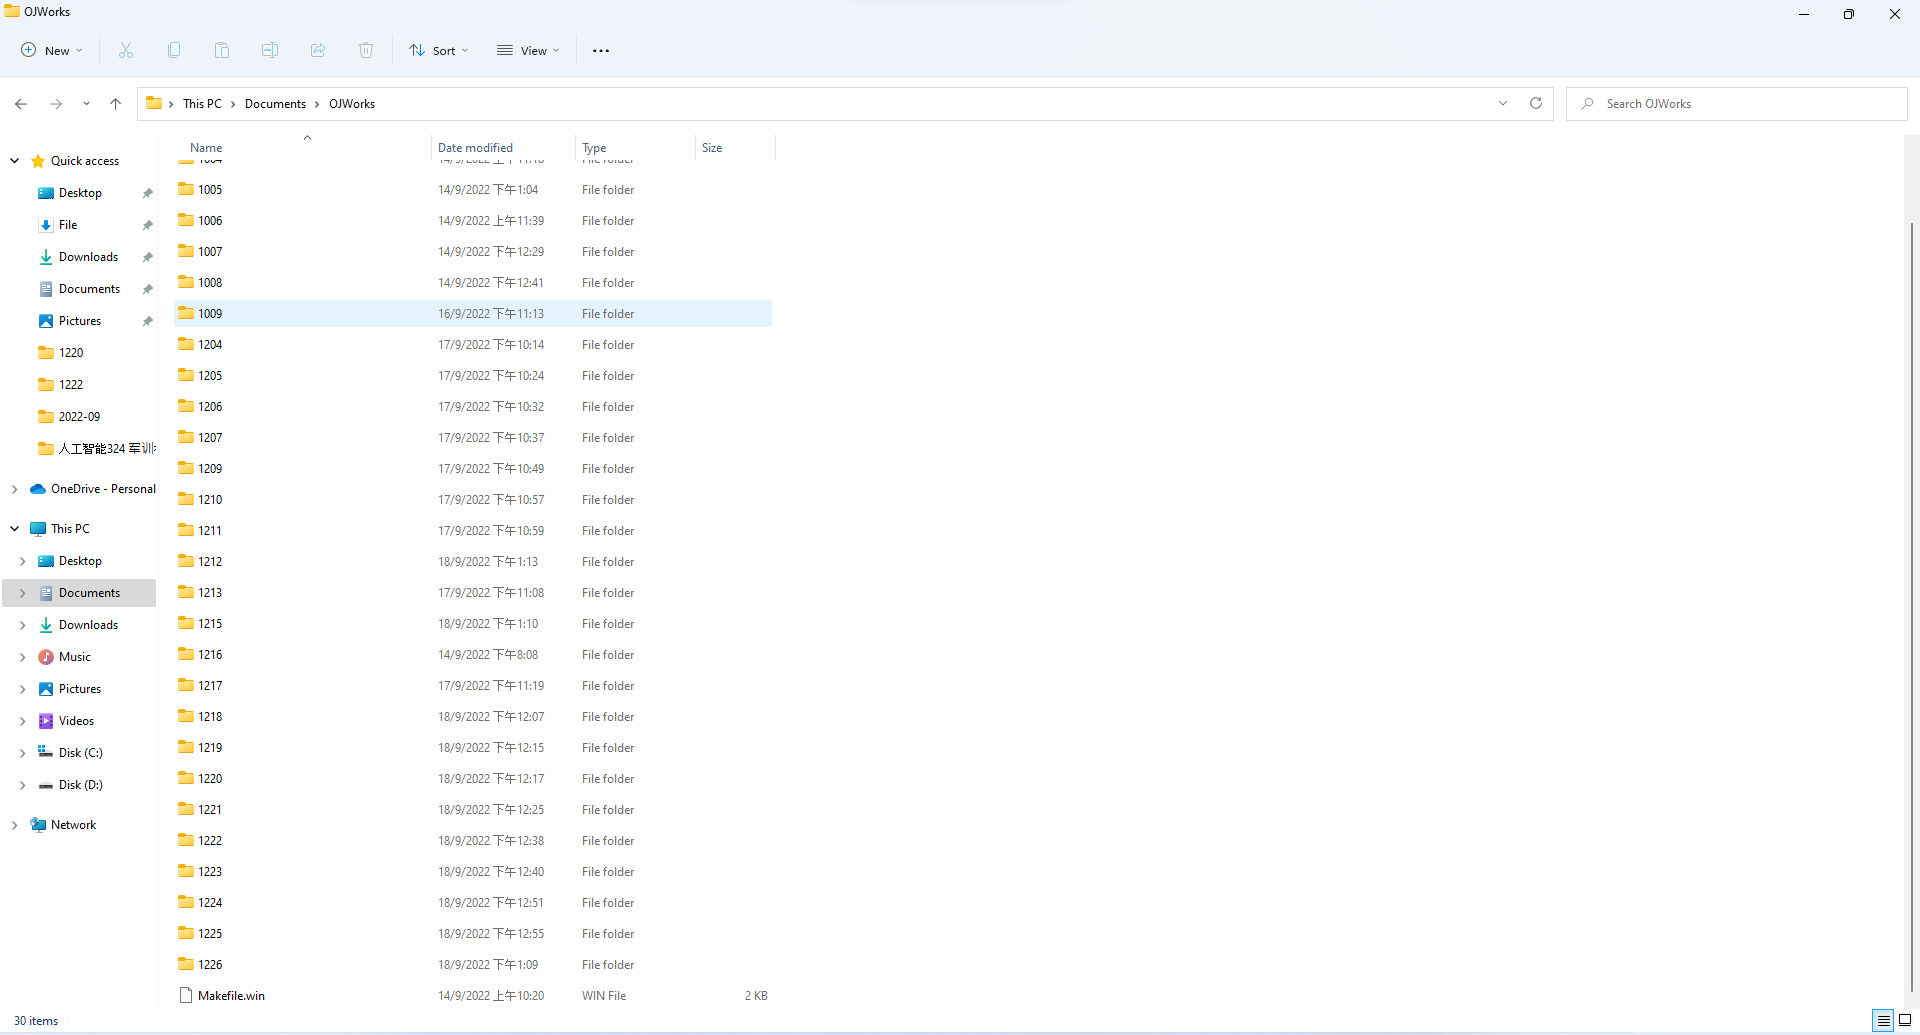 OJWorks
New
Sort
View
This PC > Documents > OJWorks
Search OJWorks
Name Date modified Type Size
Quick access
Desktop
File
Downloads
Documents
Pictures
1220
1222
2022-09
人工智能324 军训
OneDrive - Personal
This PC
Desktop
Documents
Downloads
Music
Pictures
Videos
Disk (C:)
Disk (D:)
Network
1005 14/9/2022 下午1:04 File folder
1006 14/9/2022 上午11:39 File folder
1007 14/9/2022 下午12:29 File folder
1008 14/9/2022 下午12:41 File folder
1009 16/9/2022 下午11:13 File folder
1204 17/9/2022 下午10:14 File folder
1205 17/9/2022 下午10:24 File folder
1206 17/9/2022 下午10:32 File folder
1207 17/9/2022 下午10:37 File folder
1209 17/9/2022 下午10:49 File folder
1210 17/9/2022 下午10:57 File folder
1211 17/9/2022 下午10:59 File folder
1212 18/9/2022 下午1:13 File folder
1213 17/9/2022 下午11:08 File folder
1215 18/9/2022 下午1:10 File folder
1216 14/9/2022 下午8:08 File folder
1217 17/9/2022 下午11:19 File folder
1218 18/9/2022 下午12:07 File folder
1219 18/9/2022 下午12:15 File folder
1220 18/9/2022 下午12:17 File folder
1221 18/9/2022 下午12:25 File folder
1222 18/9/2022 下午12:38 File folder
1223 18/9/2022 下午12:40 File folder
1224 18/9/2022 下午12:51 File folder
1225 18/9/2022 下午12:55 File folder
1226 18/9/2022 下午1:09 File folder
Makefile.win 14/9/2022 上午10:20 WIN File 2 KB
30 items